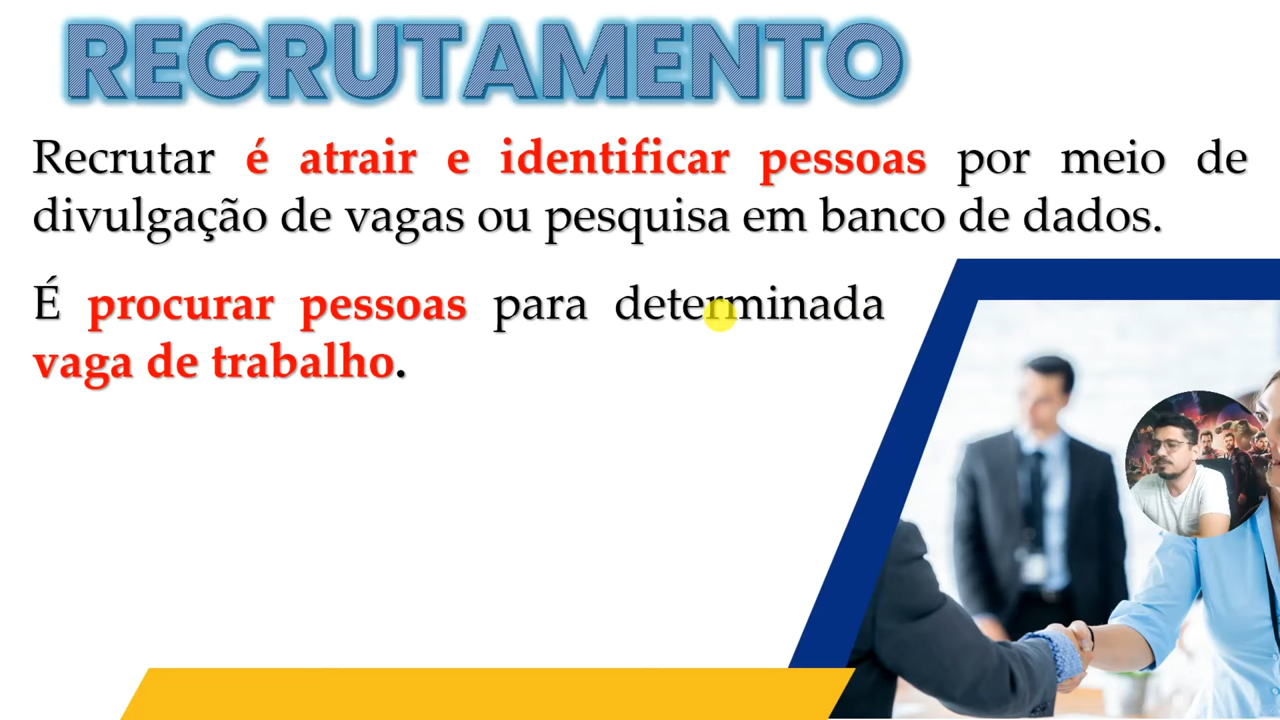 RECRUTAMENTO
Recrutar é atrair e identificar pessoas por meio de
divulgação de vagas ou pesquisa em banco de dados.
É procurar pessoas para determinada
vaga de trabalho.